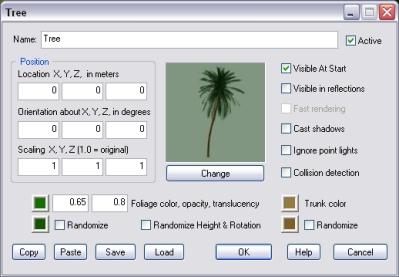 Tree
Name: Tree Active
Position
Location X, Y, Z, in meters
0 0 0
Orientation about X, Y, Z, in degrees
0 0 0
Scaling X, Y, Z (1.0 = original)
1 1 1
Change
Visible At Start
Visible in reflections
Fast rendering
Cast shadows
Ignore point lights
Collision detection
0.65 0.8 Foliage color, opacity, translucency Trunk color
Randomize Randomize Height & Rotation Randomize
Copy Paste Save Load OK Help Cancel